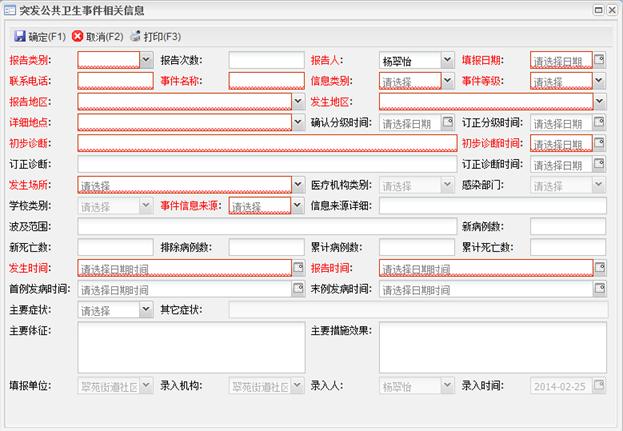 突发公共卫生事件相关信息
确定(F1) 取消(F2) 打印(F3)
报告类别: 报告次数: 报告人: 杨翠怡 填报日期: 请选择日期
联系电话: 事件名称: 信息类别: 请选择 事件等级: 请选择
报告地区: 发生地区:
详细地点: 确认分级时间: 请选择日期 订正分级时间: 请选择日期
初步诊断: 初步诊断时间: 请选择日期
订正诊断: 订正诊断时间: 请选择日期
发生场所: 请选择 医疗机构类别: 请选择 感染部门: 请选择
学校类别: 请选择 事件信息来源: 请选择 信息来源详细:
波及范围: 新病例数:
新死亡数: 排除病例数: 累计病例数: 累计死亡数:
发生时间: 请选择日期时间 报告时间: 请选择日期时间
首例发病时间: 请选择日期时间 末例发病时间: 请选择日期时间
主要症状: 请选择 其它症状:
主要体征: 主要措施效果:
填报单位: 翠苑街道社区 录入机构: 翠苑街道社区 录入人: 杨翠怡 录入时间: 2014-02-25